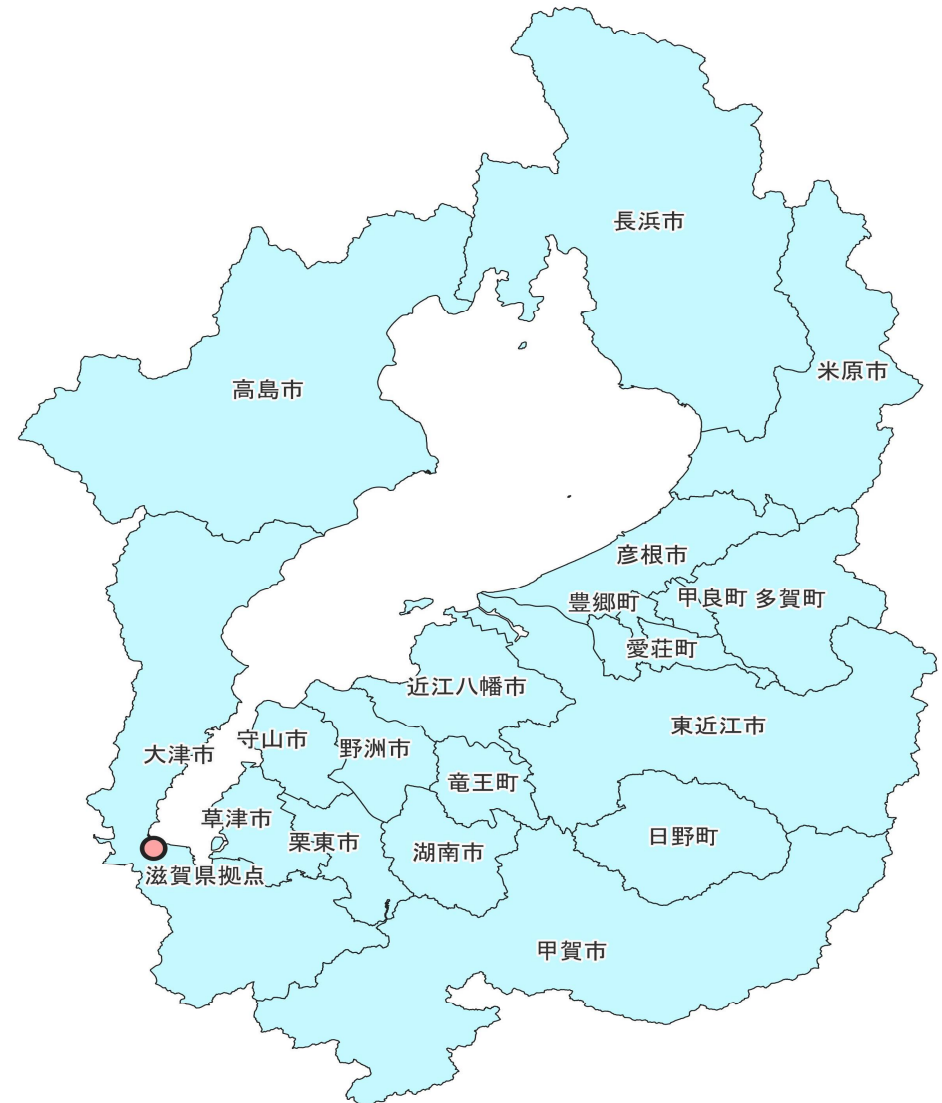 長浜市
米原市
高島市
彦根市
豊郷町
甲良町
多賀町
愛荘町
近江八幡市
東近江市
大津市
守山市
野洲市
竜王町
草津市
栗東市
湖南市
日野町
滋賀県拠点
甲賀市